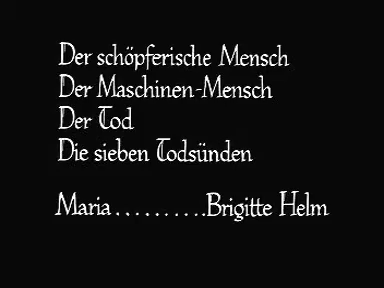 Der schöpferische Mensch
Der Maschinen-Mensch
Der Tod
Die sieben Todsünden
Maria..........Brigitte Helm